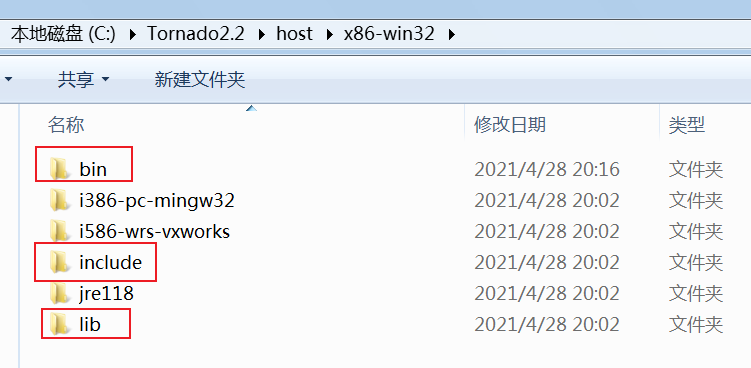 本地磁盘 (C:) ▸ Tornado2.2 ▸ host ▸ x86-win32 ▸
共享 ▾ 新建文件夹
名称 修改日期 类型
bin 2021/4/28 20:16 文件夹
i386-pc-mingw32 2021/4/28 20:02 文件夹
i586-wrs-vxworks 2021/4/28 20:02 文件夹
include 2021/4/28 20:02 文件夹
jre118 2021/4/28 20:02 文件夹
lib 2021/4/28 20:02 文件夹